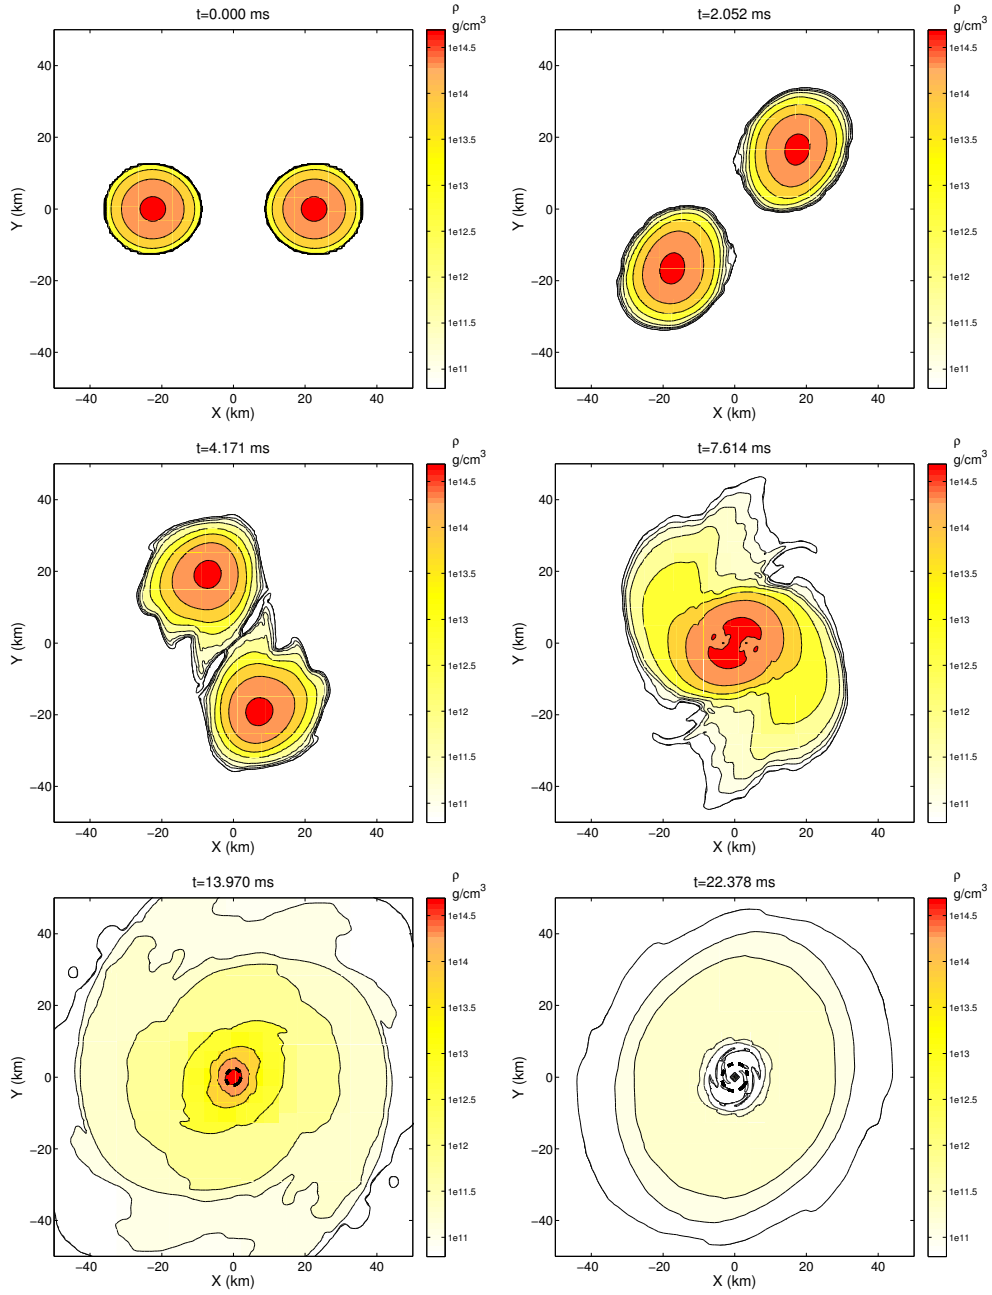 t=0.000 ms
ρ
g/cm3
1e14.5
1e14
1e13.5
1e13
1e12.5
1e12
1e11.5
1e11
40
20
0
−20
−40
Y (km)
−40 −20 0 20 40
X (km)
t=2.052 ms
ρ
g/cm3
1e14.5
1e14
1e13.5
1e13
1e12.5
1e12
1e11.5
1e11
40
20
0
−20
−40
Y (km)
−40 −20 0 20 40
X (km)
t=4.171 ms
ρ
g/cm3
1e14.5
1e14
1e13.5
1e13
1e12.5
1e12
1e11.5
1e11
40
20
0
−20
−40
Y (km)
−40 −20 0 20 40
X (km)
t=7.614 ms
ρ
g/cm3
1e14.5
1e14
1e13.5
1e13
1e12.5
1e12
1e11.5
1e11
40
20
0
−20
−40
Y (km)
−40 −20 0 20 40
X (km)
t=13.970 ms
ρ
g/cm3
1e14.5
1e14
1e13.5
1e13
1e12.5
1e12
1e11.5
1e11
40
20
0
−20
−40
Y (km)
−40 −20 0 20 40
X (km)
t=22.378 ms
ρ
g/cm3
1e14.5
1e14
1e13.5
1e13
1e12.5
1e12
1e11.5
1e11
40
20
0
−20
−40
Y (km)
−40 −20 0 20 40
X (km)